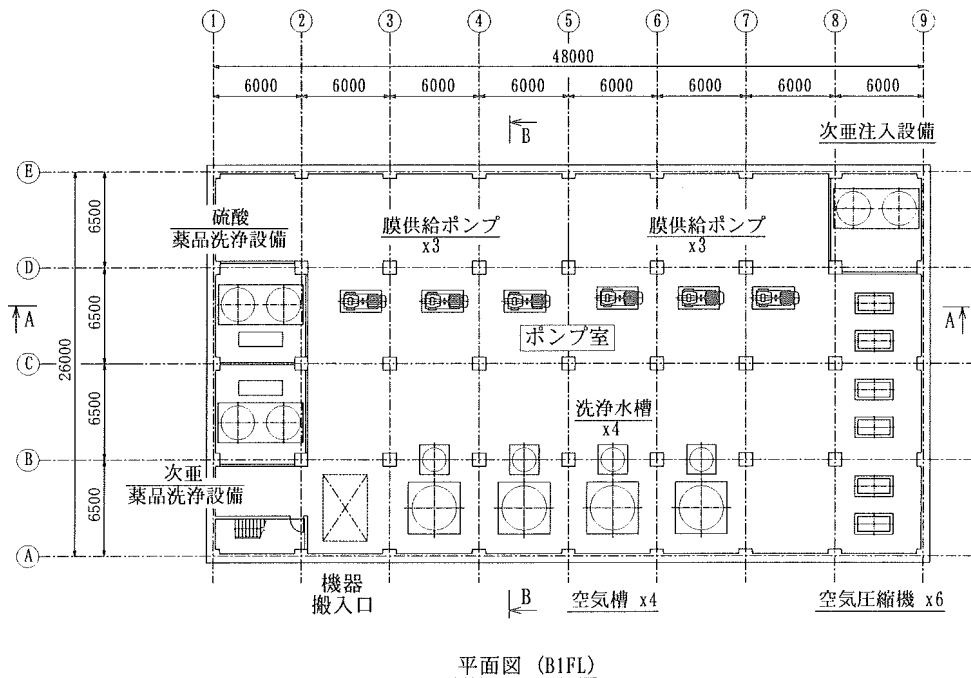 1 2 3 4 5 6 7 8 9
48000
6000 6000 6000 6000 6000 6000 6000 6000
B
次亜注入設備
E
硫酸
薬品洗浄設備
膜供給ポンプ
x3
膜供給ポンプ
x3
6500
D
A
A
6500
ポンプ室
26000
C
洗浄水槽
x4
6500
B
次亜
薬品洗浄設備
6500
A
機器
搬入口
B
空気槽 x4
空気圧縮機 x6
平面図 (B1FL)